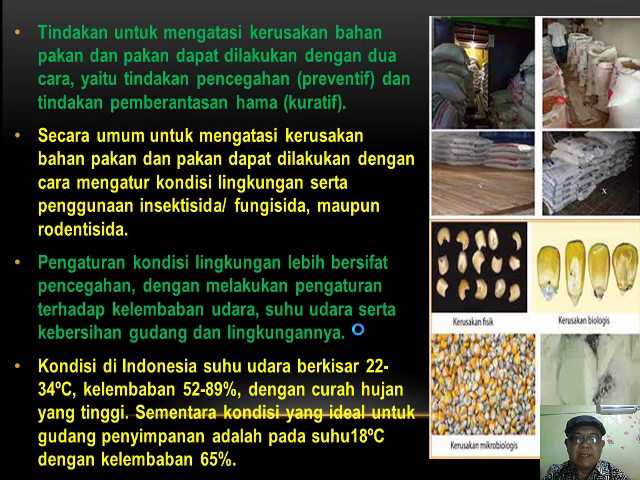 • Tindakan untuk mengatasi kerusakan bahan
pakan dan pakan dapat dilakukan dengan dua
cara, yaitu tindakan pencegahan (preventif) dan
tindakan pemberantasan hama (kuratif).
• Secara umum untuk mengatasi kerusakan
bahan pakan dan pakan dapat dilakukan dengan
cara mengatur kondisi lingkungan serta
penggunaan insektisida/ fungisida, maupun
rodentisida.
• Pengaturan kondisi lingkungan lebih bersifat
pencegahan, dengan melakukan pengaturan
terhadap kelembaban udara, suhu udara serta
kebersihan gudang dan lingkungannya.
• Kondisi di Indonesia suhu udara berkisar 22-
34ºC, kelembaban 52-89%, dengan curah hujan
yang tinggi. Sementara kondisi yang ideal untuk
gudang penyimpanan adalah pada suhu18ºC
dengan kelembaban 65%.
x
Kerusakan fisik
Kerusakan biologis
Kerusakan mikrobiologis